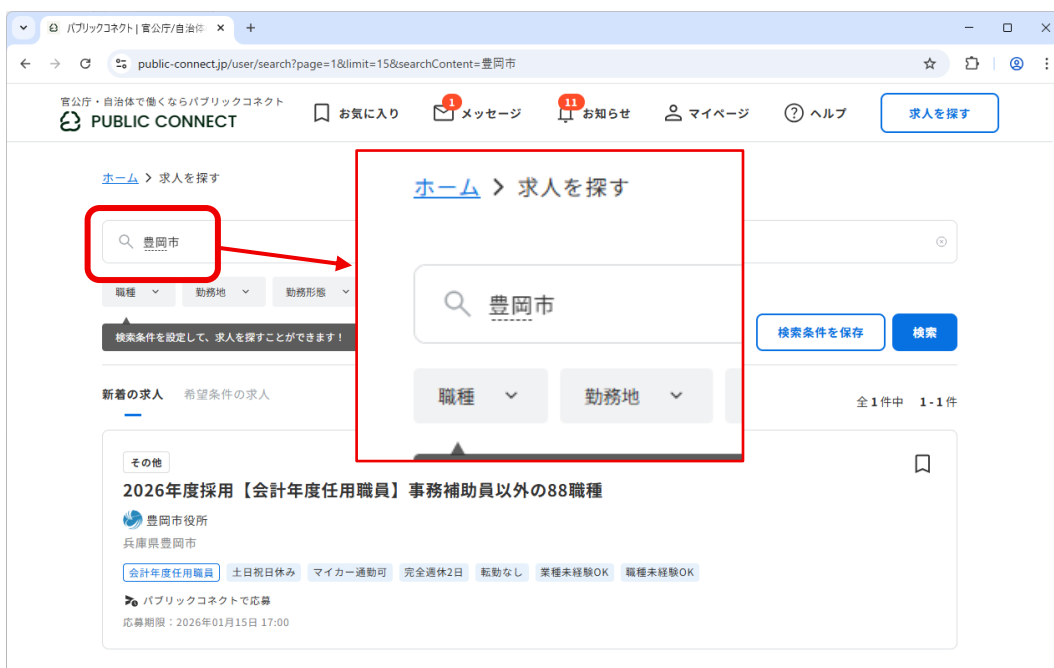 パブリックコネクト | 官公庁/自治体
public-connect.jp/user/search?page=1&limit=15&searchContent=豊岡市
官公庁・自治体で働くならパブリックコネクト
PUBLIC CONNECT
お気に入り
1
メッセージ
11
お知らせ
マイページ
ヘルプ
求人を探す
ホーム > 求人を探す
豊岡市
職種
勤務地
勤務形態
検索条件を設定して、求人を探すことができます！
ホーム > 求人を探す
豊岡市
職種
勤務地
検索条件を保存
検索
新着の求人
希望条件の求人
全1件中 1-1件
その他
2026年度採用【会計年度任用職員】事務補助員以外の88職種
豊岡市役所
兵庫県豊岡市
会計年度任用職員 土日祝日休み マイカー通勤可 完全週休2日 転勤なし 業種未経験OK 職種未経験OK
パブリックコネクトで応募
応募期限：2026年01月15日 17:00